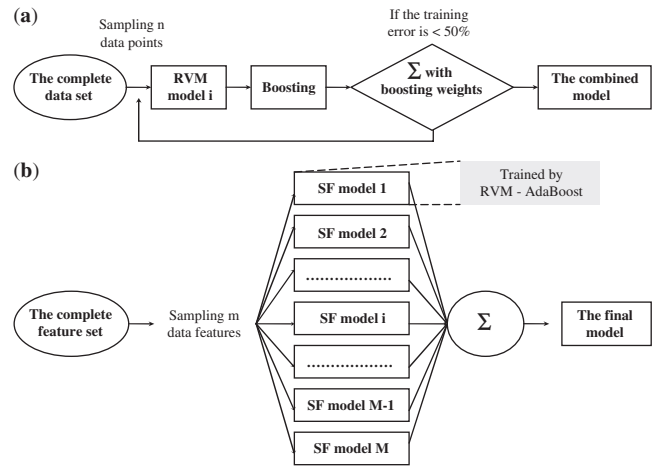 (a)
Sampling n
data points
If the training
error is < 50%
The complete
data set
RVM
model i
Boosting
Σ with
boosting weights
The combined
model
(b)
SF model 1
Trained by
RVM - AdaBoost
SF model 2
..................
The complete
feature set
Sampling m
data features
SF model i
Σ
The final
model
..................
SF model M-1
SF model M